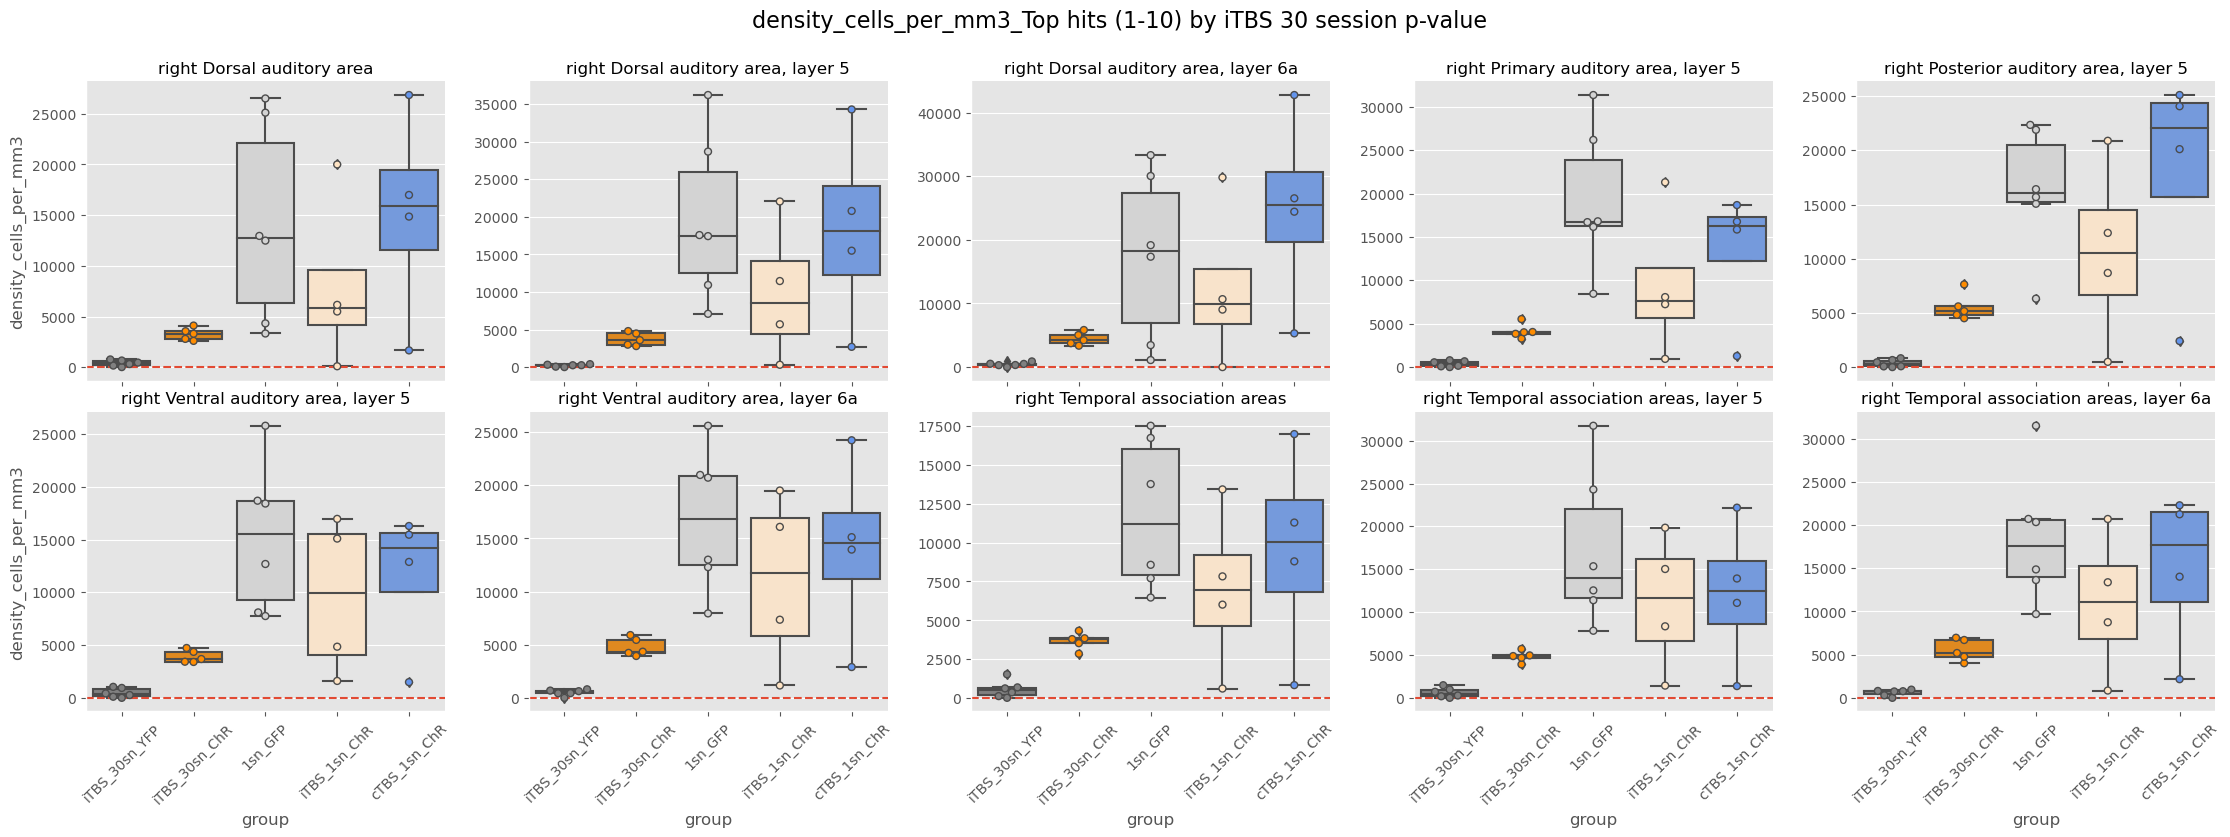 density_cells_per_mm3_Top hits (1-10) by iTBS 30 session p-value
right Dorsal auditory area
right Dorsal auditory area, layer 5
right Dorsal auditory area, layer 6a
right Primary auditory area, layer 5
right Posterior auditory area, layer 5
density_cells_per_mm3
25000
20000
15000
10000
5000
0
35000
30000
25000
20000
15000
10000
5000
0
40000
30000
20000
10000
0
30000
25000
20000
15000
10000
5000
0
25000
20000
15000
10000
5000
0
right Ventral auditory area, layer 5
right Ventral auditory area, layer 6a
right Temporal association areas
right Temporal association areas, layer 5
right Temporal association areas, layer 6a
density_cells_per_mm3
25000
20000
15000
10000
5000
0
25000
20000
15000
10000
5000
0
17500
15000
12500
10000
7500
5000
2500
0
30000
25000
20000
15000
10000
5000
0
30000
25000
20000
15000
10000
5000
0
iTBS_30sn_YFP
iTBS_30sn_ChR
1sn_GFP
iTBS_1sn_ChR
cTBS_1sn_ChR
iTBS_30sn_YFP
iTBS_30sn_ChR
1sn_GFP
iTBS_1sn_ChR
cTBS_1sn_ChR
iTBS_30sn_YFP
iTBS_30sn_ChR
1sn_GFP
iTBS_1sn_ChR
cTBS_1sn_ChR
iTBS_30sn_YFP
iTBS_30sn_ChR
1sn_GFP
iTBS_1sn_ChR
cTBS_1sn_ChR
iTBS_30sn_YFP
iTBS_30sn_ChR
1sn_GFP
iTBS_1sn_ChR
cTBS_1sn_ChR
group
group
group
group
group